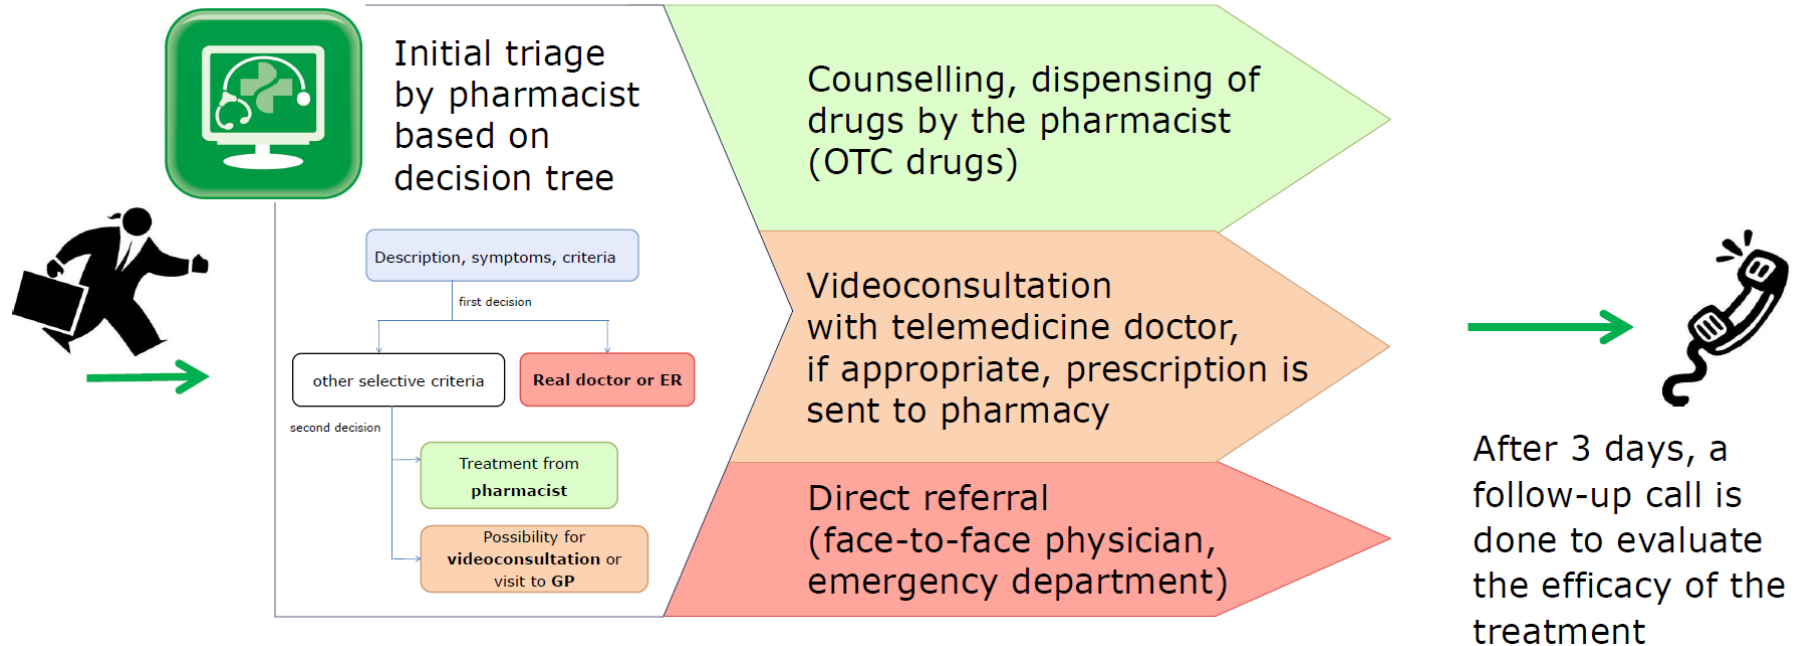 Initial triage
by pharmacist
based on
decision tree
Description, symptoms, criteria
first decision
other selective criteria
Real doctor or ER
second decision
Treatment from
pharmacist
Possibility for
videoconsultation or
visit to GP
Counselling, dispensing of
drugs by the pharmacist
(OTC drugs)
Videoconsultation
with telemedicine doctor,
if appropriate, prescription is
sent to pharmacy
Direct referral
(face-to-face physician,
emergency department)
After 3 days, a
follow-up call is
done to evaluate
the efficacy of the
treatment